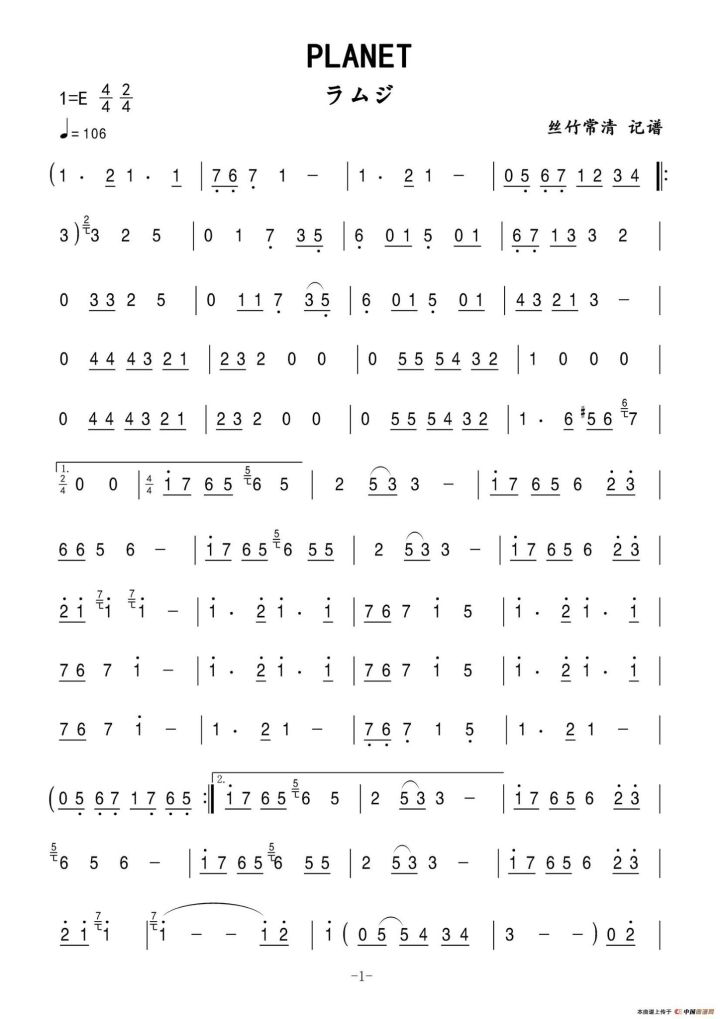 PLANET
ラムジ
1=E 4/4 2/4
♩= 106
丝竹常清 记谱
(1 · 2 1 · 1 | 7 6 7 1 - | 1 · 2 1 - | 0 5 6 7 1 2 3 4 ‖:
3) 2 3 2 5 | 0 1 7 3 5 | 6 0 1 5 0 1 | 6 7 1 3 3 2 |
0 3 3 2 5 | 0 1 1 7 3 5 | 6 0 1 5 0 1 | 4 3 2 1 3 - |
0 4 4 4 3 2 1 | 2 3 2 0 0 | 0 5 5 5 4 3 2 | 1 0 0 0 |
0 4 4 4 3 2 1 | 2 3 2 0 0 | 0 5 5 5 4 3 2 | 1 · 6 #5 6 6 7 |
1. 2/4 0 0 | 4/4 1 7 6 5 5 6 5 | 2 5 3 3 - | 1 7 6 5 6 2 3 |
6 6 5 6 - | 1 7 6 5 5 6 5 5 | 2 5 3 3 - | 1 7 6 5 6 2 3 |
2 1 7 1 7 1 - | 1 · 2 1 · 1 | 7 6 7 1 5 | 1 · 2 1 · 1 |
7 6 7 1 - | 1 · 2 1 · 1 | 7 6 7 1 5 | 1 · 2 1 · 1 |
7 6 7 1 - | 1 · 2 1 - | 7 6 7 1 5 | 1 · 2 1 - |
(0 5 6 7 1 7 6 5 :‖ 2. 1 7 6 5 5 6 5 | 2 5 3 3 - | 1 7 6 5 6 2 3 |
5 6 5 6 - | 1 7 6 5 5 6 5 5 | 2 5 3 3 - | 1 7 6 5 6 2 3 |
2 1 7 1 | 7 1 - - 1 2 | 1 (0 5 5 4 3 4 | 3 - -) 0 2 |
-1-
本曲谱上传于 中国曲谱网